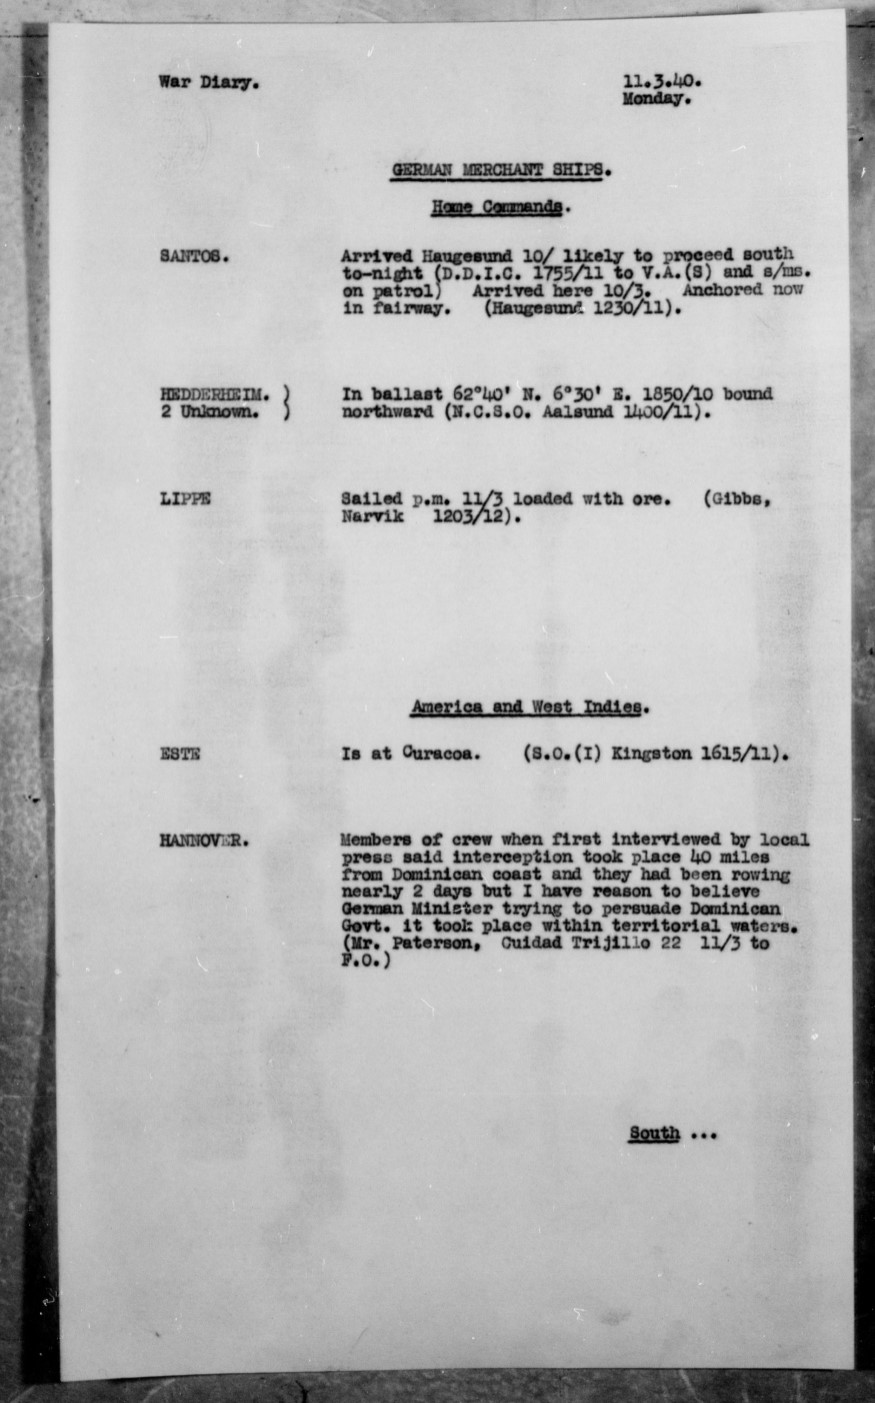 War Diary.
11.3.40.
Monday.
GERMAN MERCHANT SHIPS.
Home Commands.
SANTOS.
Arrived Haugesund 10/ likely to proceed south
to-night (D.D.I.C. 1755/11 to V.A.(S) and s/ms.
on patrol) Arrived here 10/3. Anchored now
in fairway. (Haugesund 1230/11).
HEDDERHEIM. )
2 Unknown. )
In ballast 62°40' N. 6°30' E. 1850/10 bound
northward (N.C.S.O. Aalsund 1400/11).
LIPPE
Sailed p.m. 11/3 loaded with ore. (Gibbs,
Narvik 1203/12).
America and West Indies.
ESTE
Is at Curacoa. (S.O.(I) Kingston 1615/11).
HANNOVER.
Members of crew when first interviewed by local
press said interception took place 40 miles
from Dominican coast and they had been rowing
nearly 2 days but I have reason to believe
German Minister trying to persuade Dominican
Govt. it took place within territorial waters.
(Mr. Paterson, Cuidad Trijillo 22 11/3 to
F.O.)
South ...